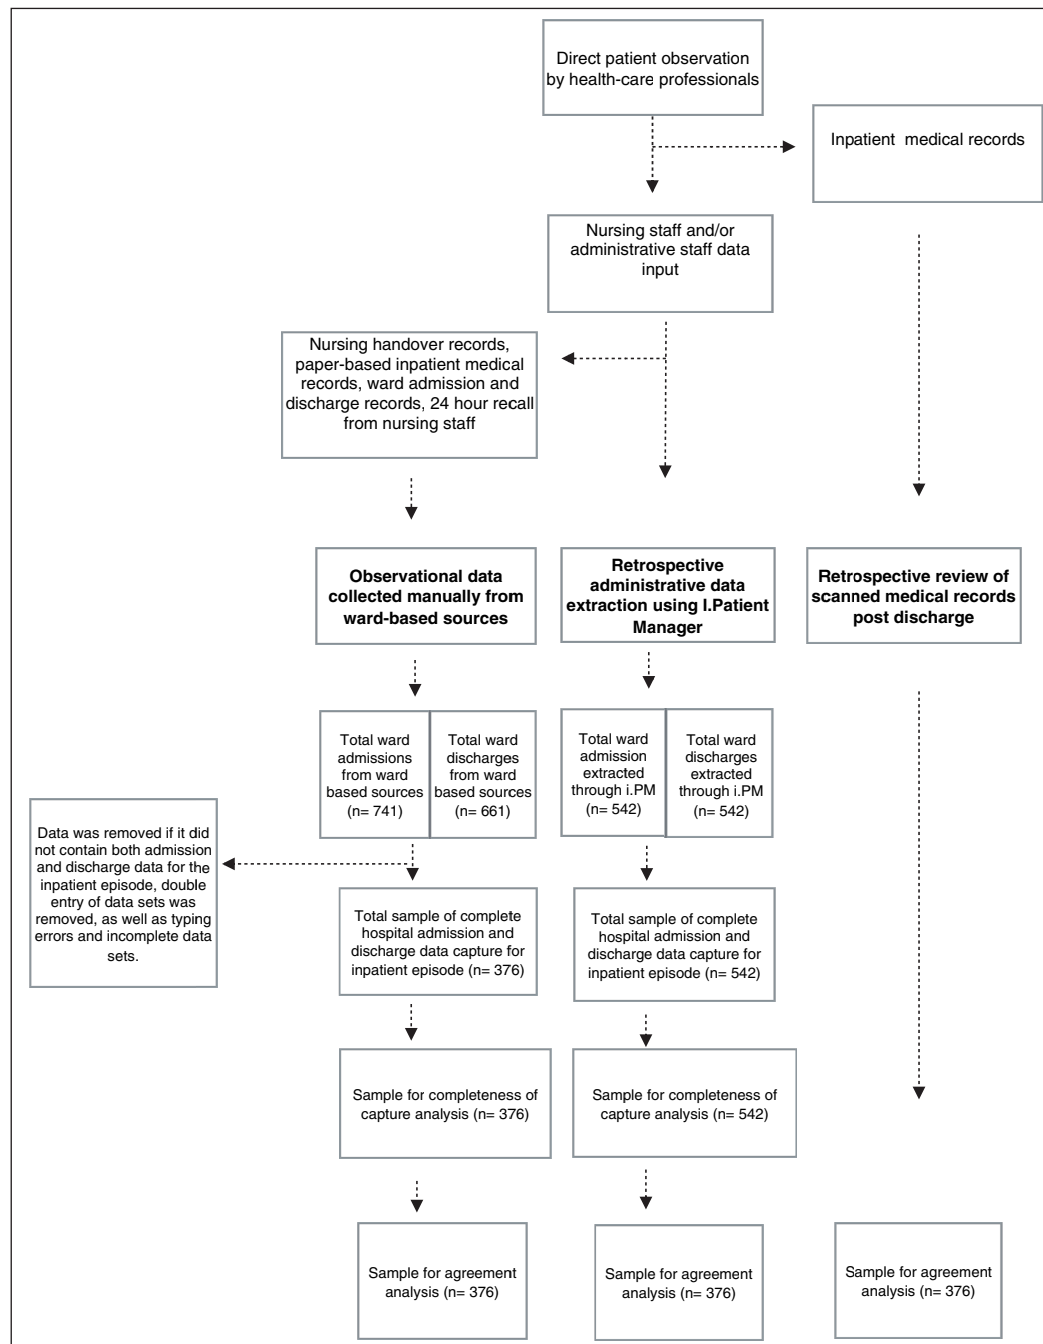 Direct patient observation
by health-care professionals
Inpatient medical records
Nursing staff and/or
administrative staff data
input
Nursing handover records,
paper-based inpatient medical
records, ward admission and
discharge records, 24 hour recall
from nursing staff
Observational data
collected manually from
ward-based sources
Retrospective
administrative data
extraction using I.Patient
Manager
Retrospective review of
scanned medical records
post discharge
Total ward
admissions
from ward
based sources
(n= 741)
Total ward
discharges
from ward
based sources
(n= 661)
Total ward
admission
extracted
through i.PM
(n= 542)
Total ward
discharges
extracted
through i.PM
(n= 542)
Data was removed if it did
not contain both admission
and discharge data for the
inpatient episode, double
entry of data sets was
removed, as well as typing
errors and incomplete data
sets.
Total sample of complete
hospital admission and
discharge data capture for
inpatient episode (n= 376)
Total sample of complete
hospital admission and
discharge data capture for
inpatient episode (n= 542)
Sample for completeness of
capture analysis (n= 376)
Sample for completeness of
capture analysis (n= 542)
Sample for agreement
analysis (n= 376)
Sample for agreement
analysis (n= 376)
Sample for agreement
analysis (n= 376)